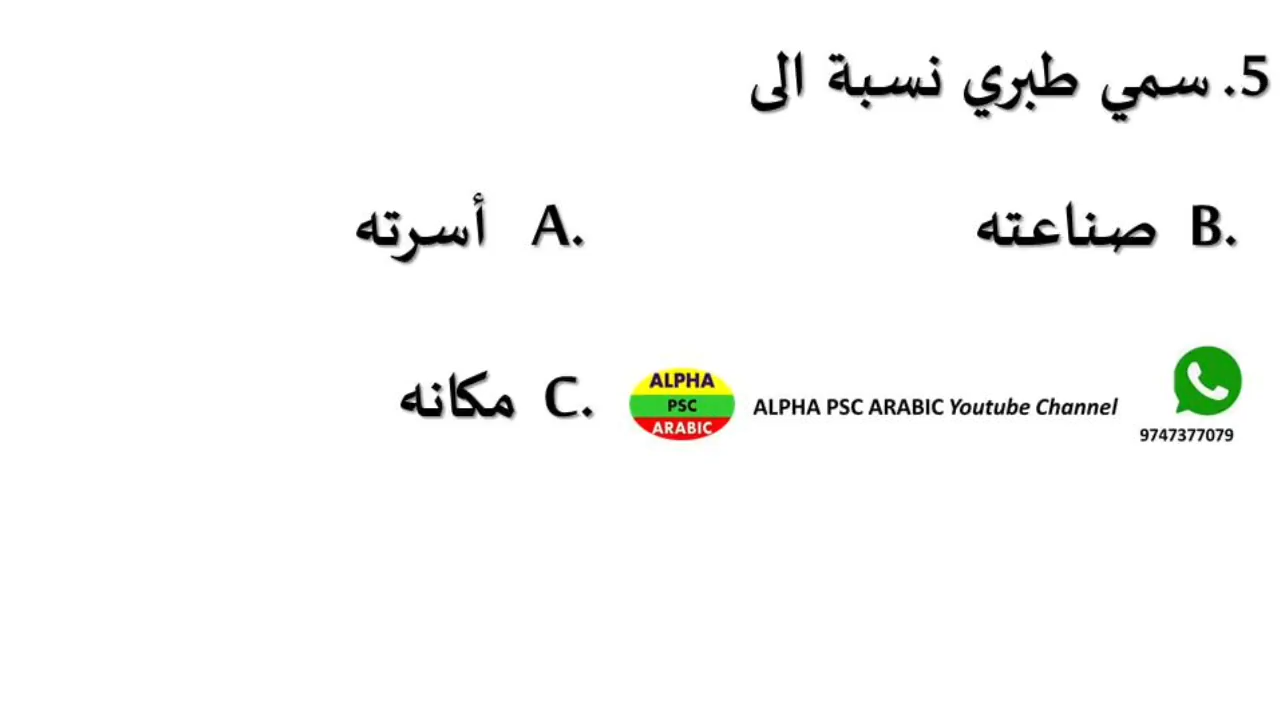 5. سمي طبري نسبة الى
B. صناعته
A. أسرته
C. مكانه
ALPHA
PSC
ARABIC
ALPHA PSC ARABIC Youtube Channel
9747377079